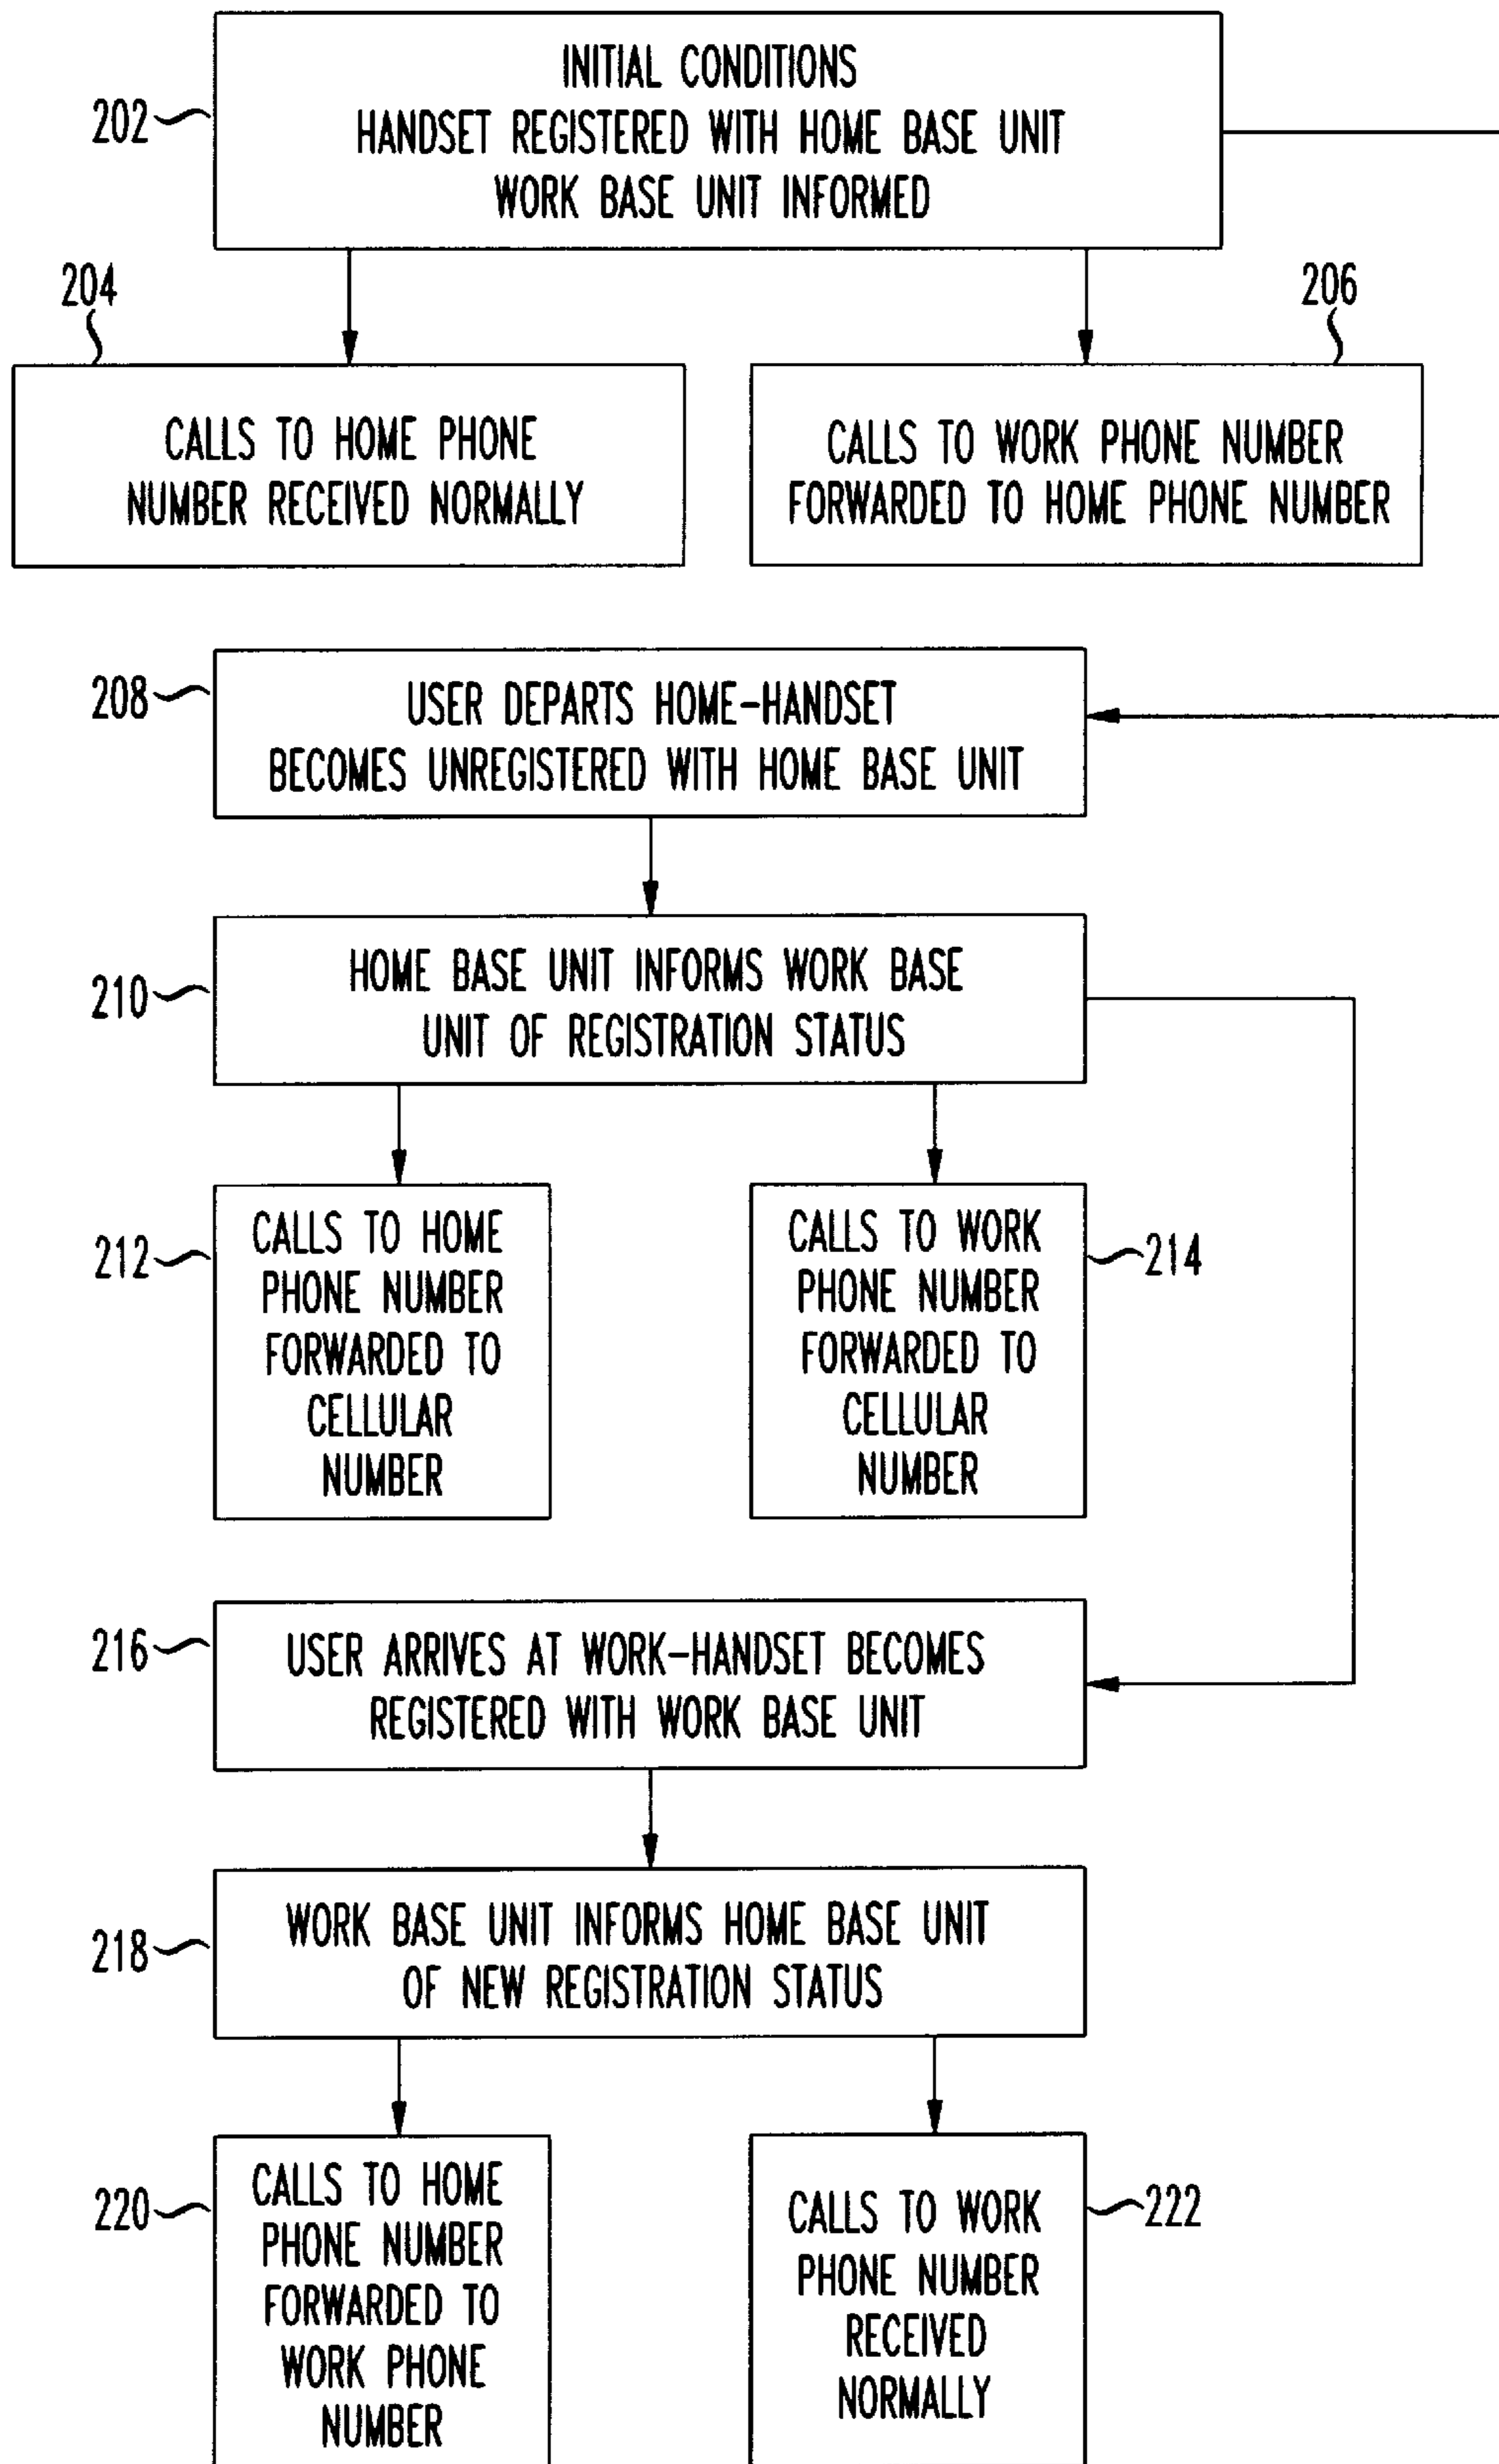 202
INITIAL CONDITIONS
HANDSET REGISTERED WITH HOME BASE UNIT
WORK BASE UNIT INFORMED
204
CALLS TO HOME PHONE
NUMBER RECEIVED NORMALLY
206
CALLS TO WORK PHONE NUMBER
FORWARDED TO HOME PHONE NUMBER
208
USER DEPARTS HOME-HANDSET
BECOMES UNREGISTERED WITH HOME BASE UNIT
210
HOME BASE UNIT INFORMS WORK BASE
UNIT OF REGISTRATION STATUS
212
CALLS TO HOME
PHONE NUMBER
FORWARDED TO
CELLULAR
NUMBER
214
CALLS TO WORK
PHONE NUMBER
FORWARDED TO
CELLULAR
NUMBER
216
USER ARRIVES AT WORK-HANDSET BECOMES
REGISTERED WITH WORK BASE UNIT
218
WORK BASE UNIT INFORMS HOME BASE UNIT
OF NEW REGISTRATION STATUS
220
CALLS TO HOME
PHONE NUMBER
FORWARDED TO
WORK PHONE
NUMBER
222
CALLS TO WORK
PHONE NUMBER
RECEIVED
NORMALLY